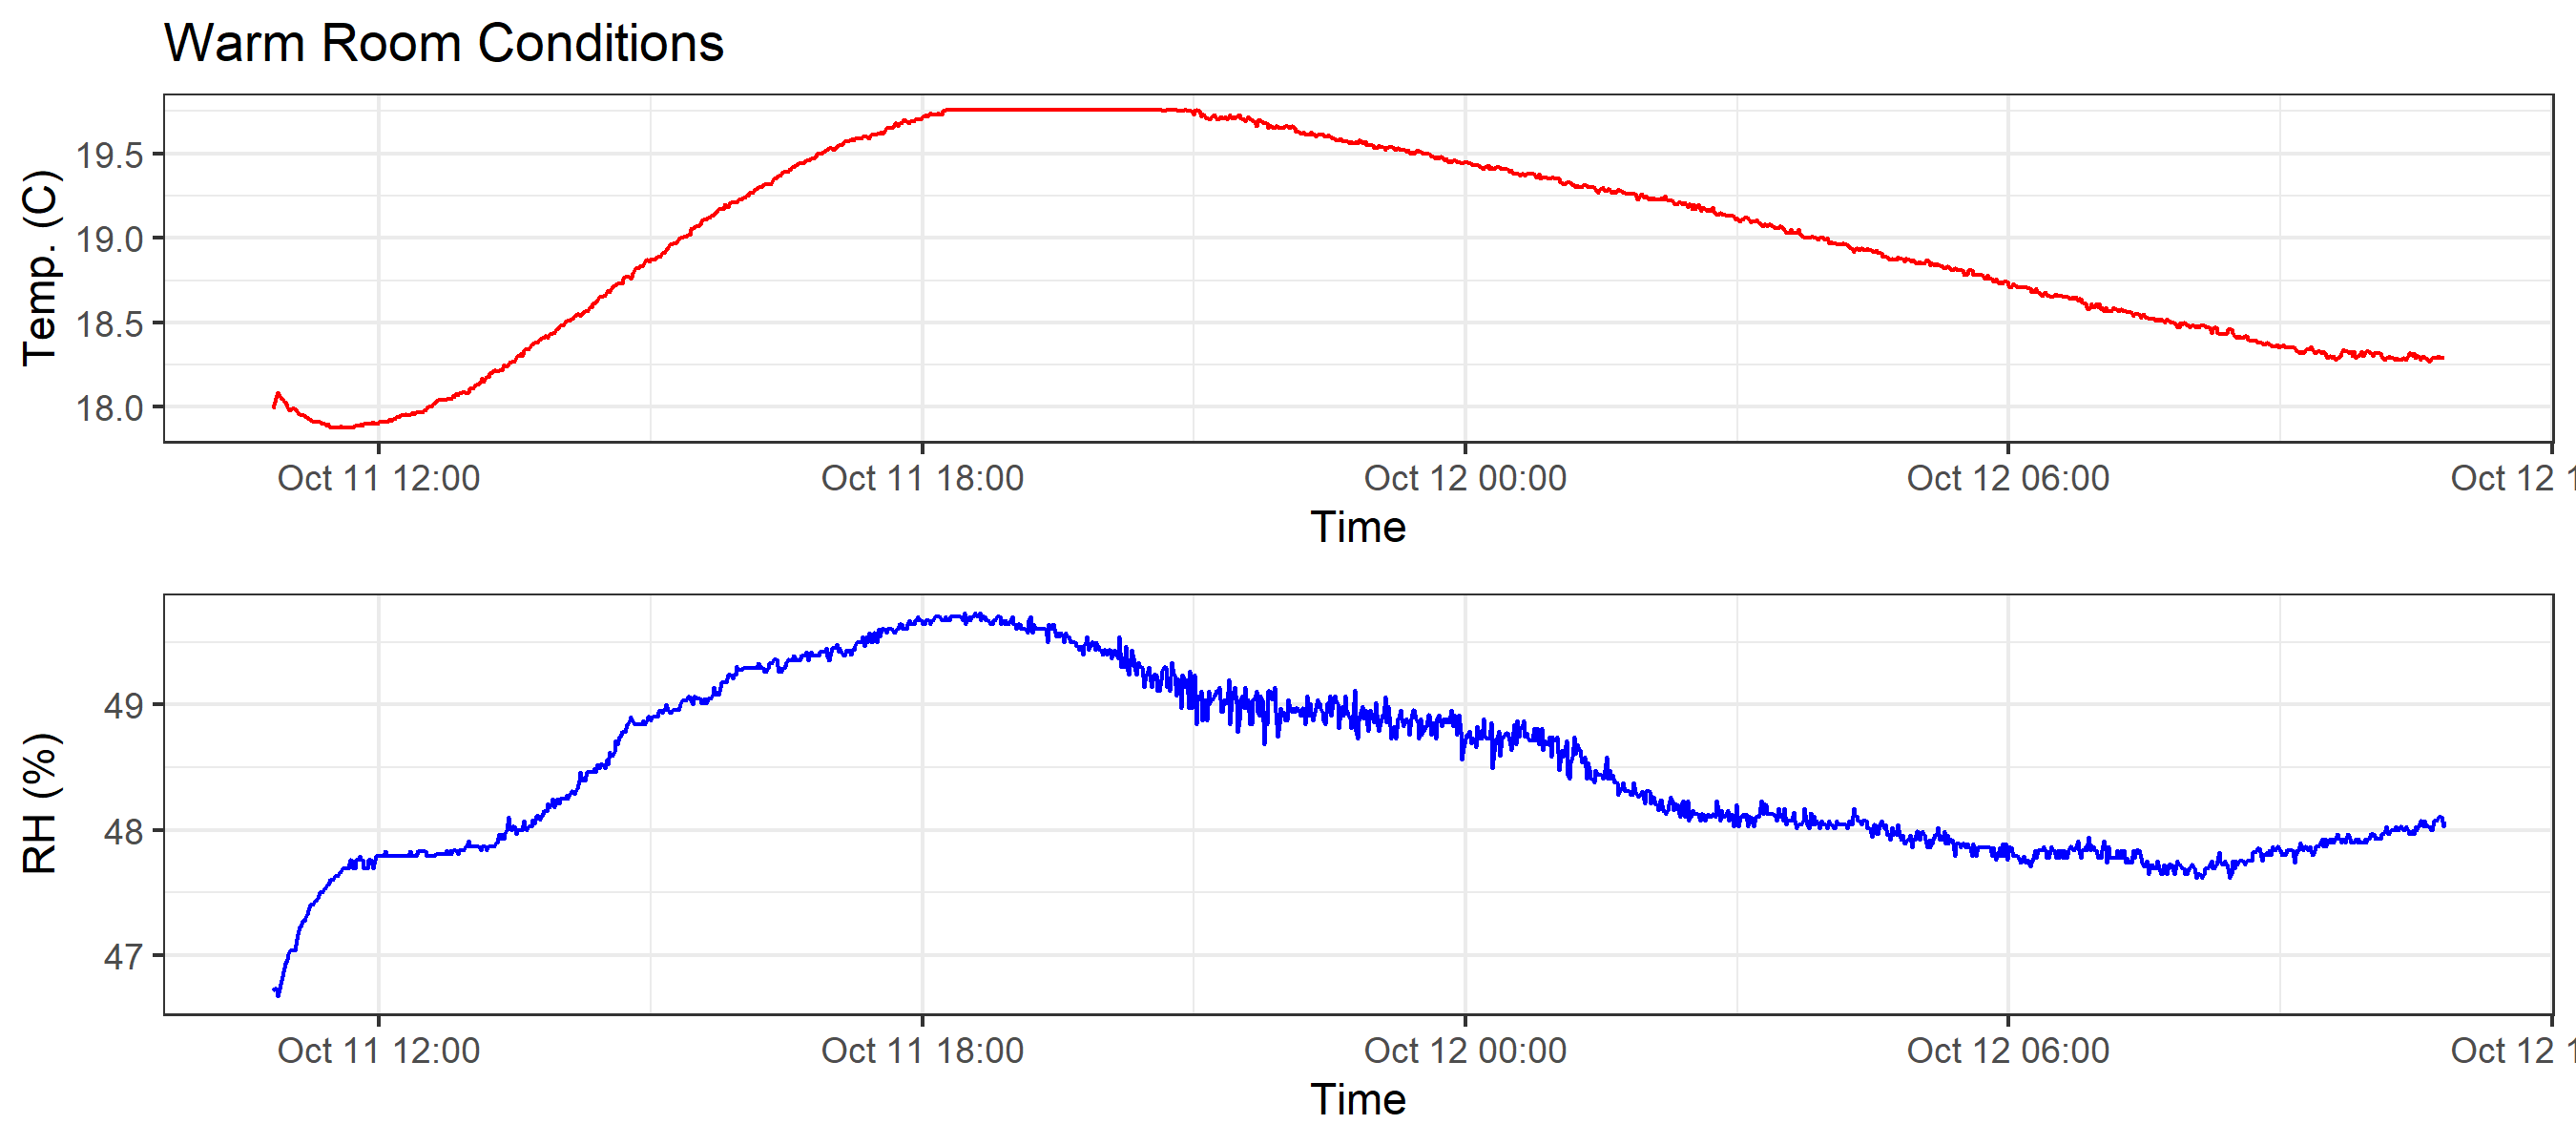 Warm Room Conditions
Temp. (C)
19.5
19.0
18.5
18.0
Oct 11 12:00 Oct 11 18:00 Oct 12 00:00 Oct 12 06:00 Oct 12 1
Time
RH (%)
49
48
47
Oct 11 12:00 Oct 11 18:00 Oct 12 00:00 Oct 12 06:00 Oct 12 1
Time